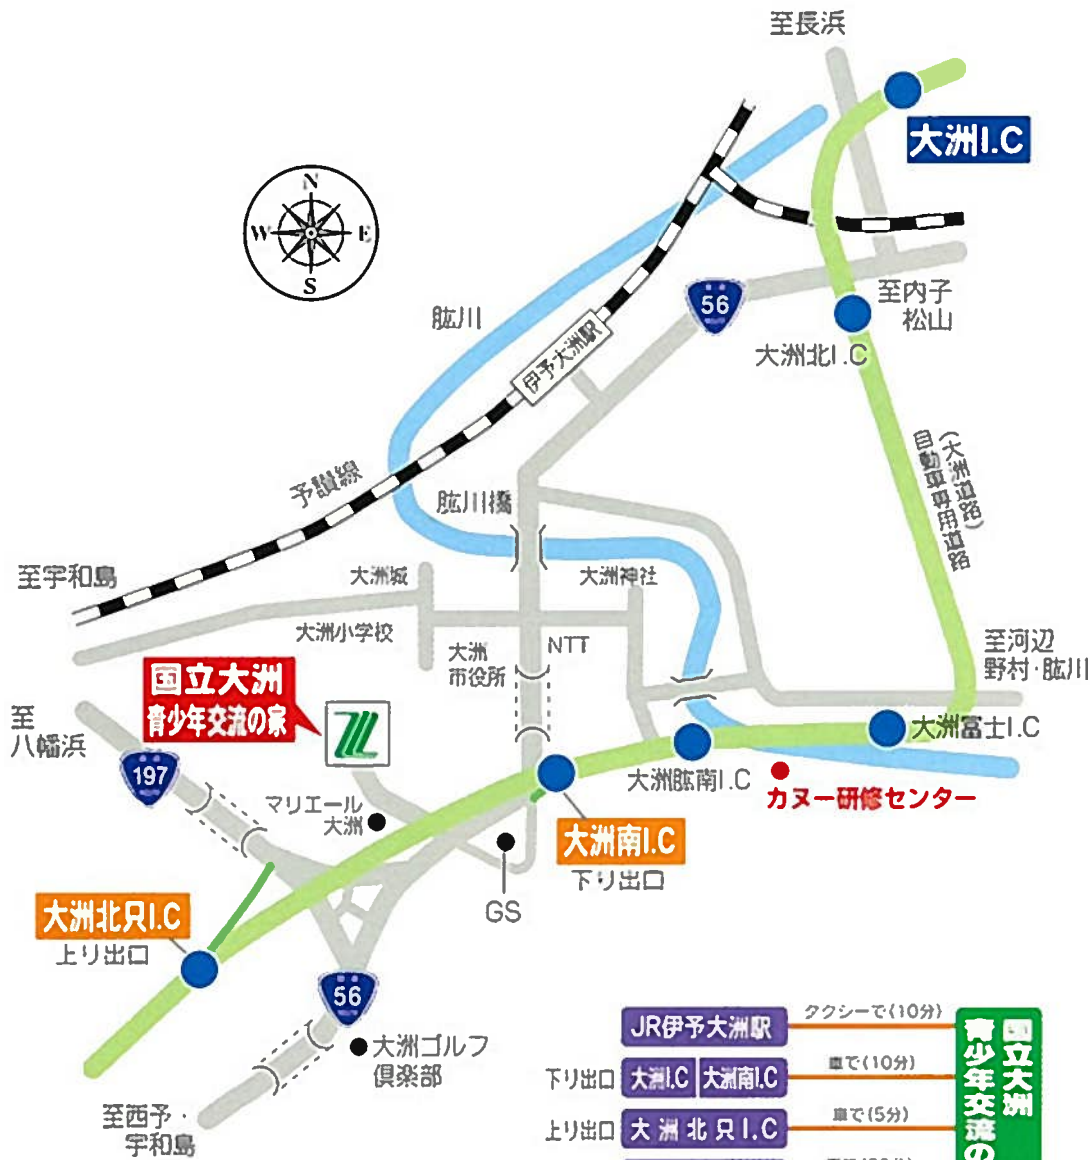 至長浜
大洲I.C
N
W
E
S
肱川
56
至内子
松山
大洲北I.C
伊予大洲駅
(大洲道路)
自動車専用道路
予讃線
肱川橋
至宇和島
大洲城
大洲神社
大洲小学校
大洲
市役所
NTT
至河辺
野村・肱川
国立大洲
青少年交流の家
至
八幡浜
197
大洲富士I.C
大洲肱南I.C
カヌー研修センター
マリエール
大洲
大洲南I.C
下り出口
GS
大洲北只I.C
上り出口
56
大洲ゴルフ
倶楽部
至西予・
宇和島
JR伊予大洲駅
タクシーで(10分)
下り出口
大洲I.C
大洲南I.C
車で(10分)
上り出口
大洲北只I.C
車で(5分)
国立大洲
青少年交流の